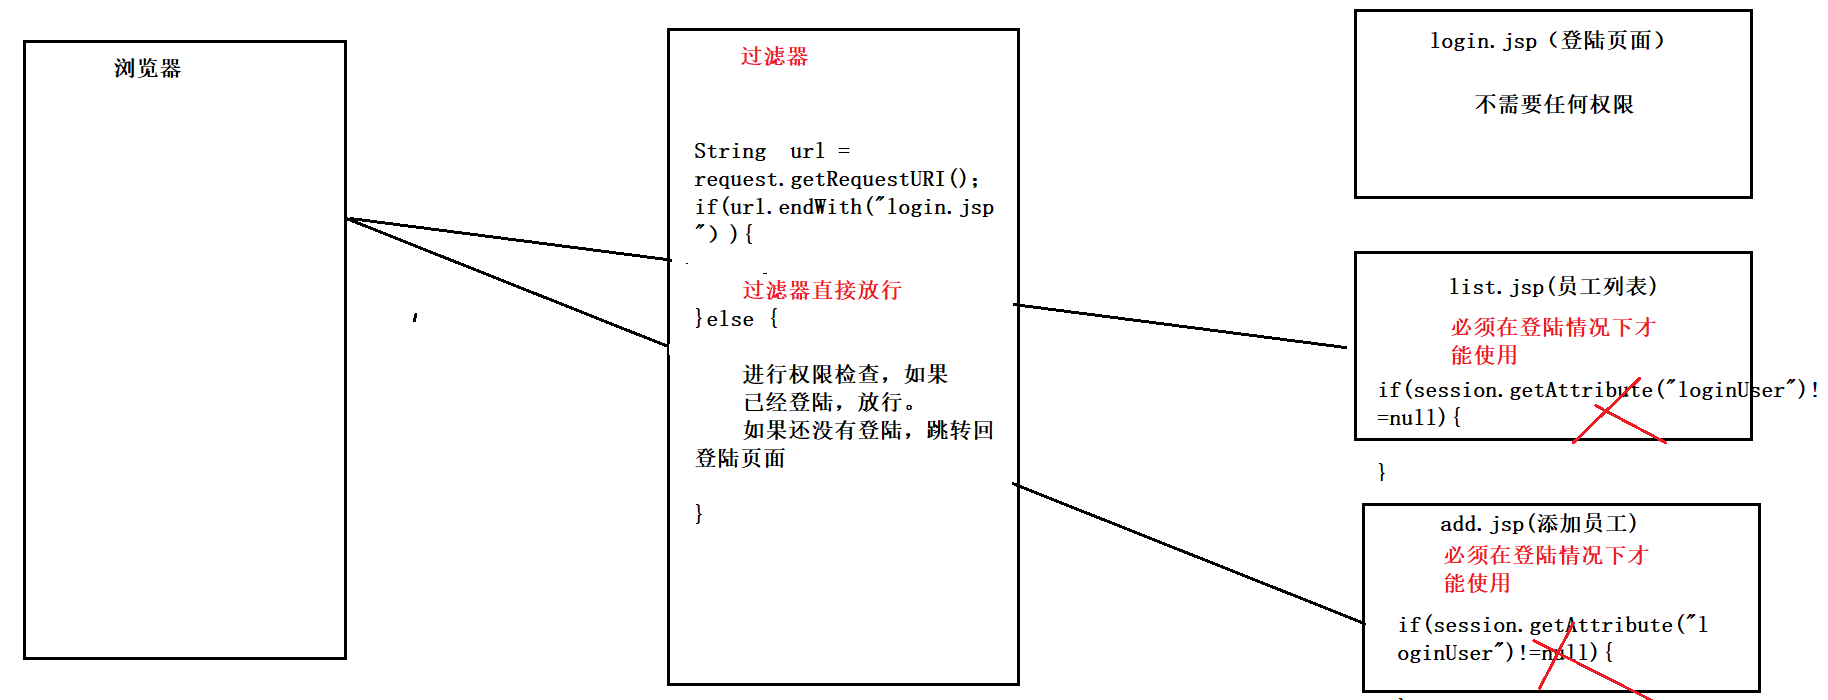 浏览器
过滤器
String  url =
request.getRequestURI();
if(url.endWith("login.jsp
")){
过滤器直接放行
}else {
进行权限检查，如果
已经登陆，放行。
如果还没有登陆，跳转回
登陆页面
}
login.jsp（登陆页面）
不需要任何权限
list.jsp(员工列表)
必须在登陆情况下才
能使用
if(session.getAttribute("loginUser")!
=null){
}
add.jsp(添加员工)
必须在登陆情况下才
能使用
if(session.getAttribute("l
oginUser")!=null){